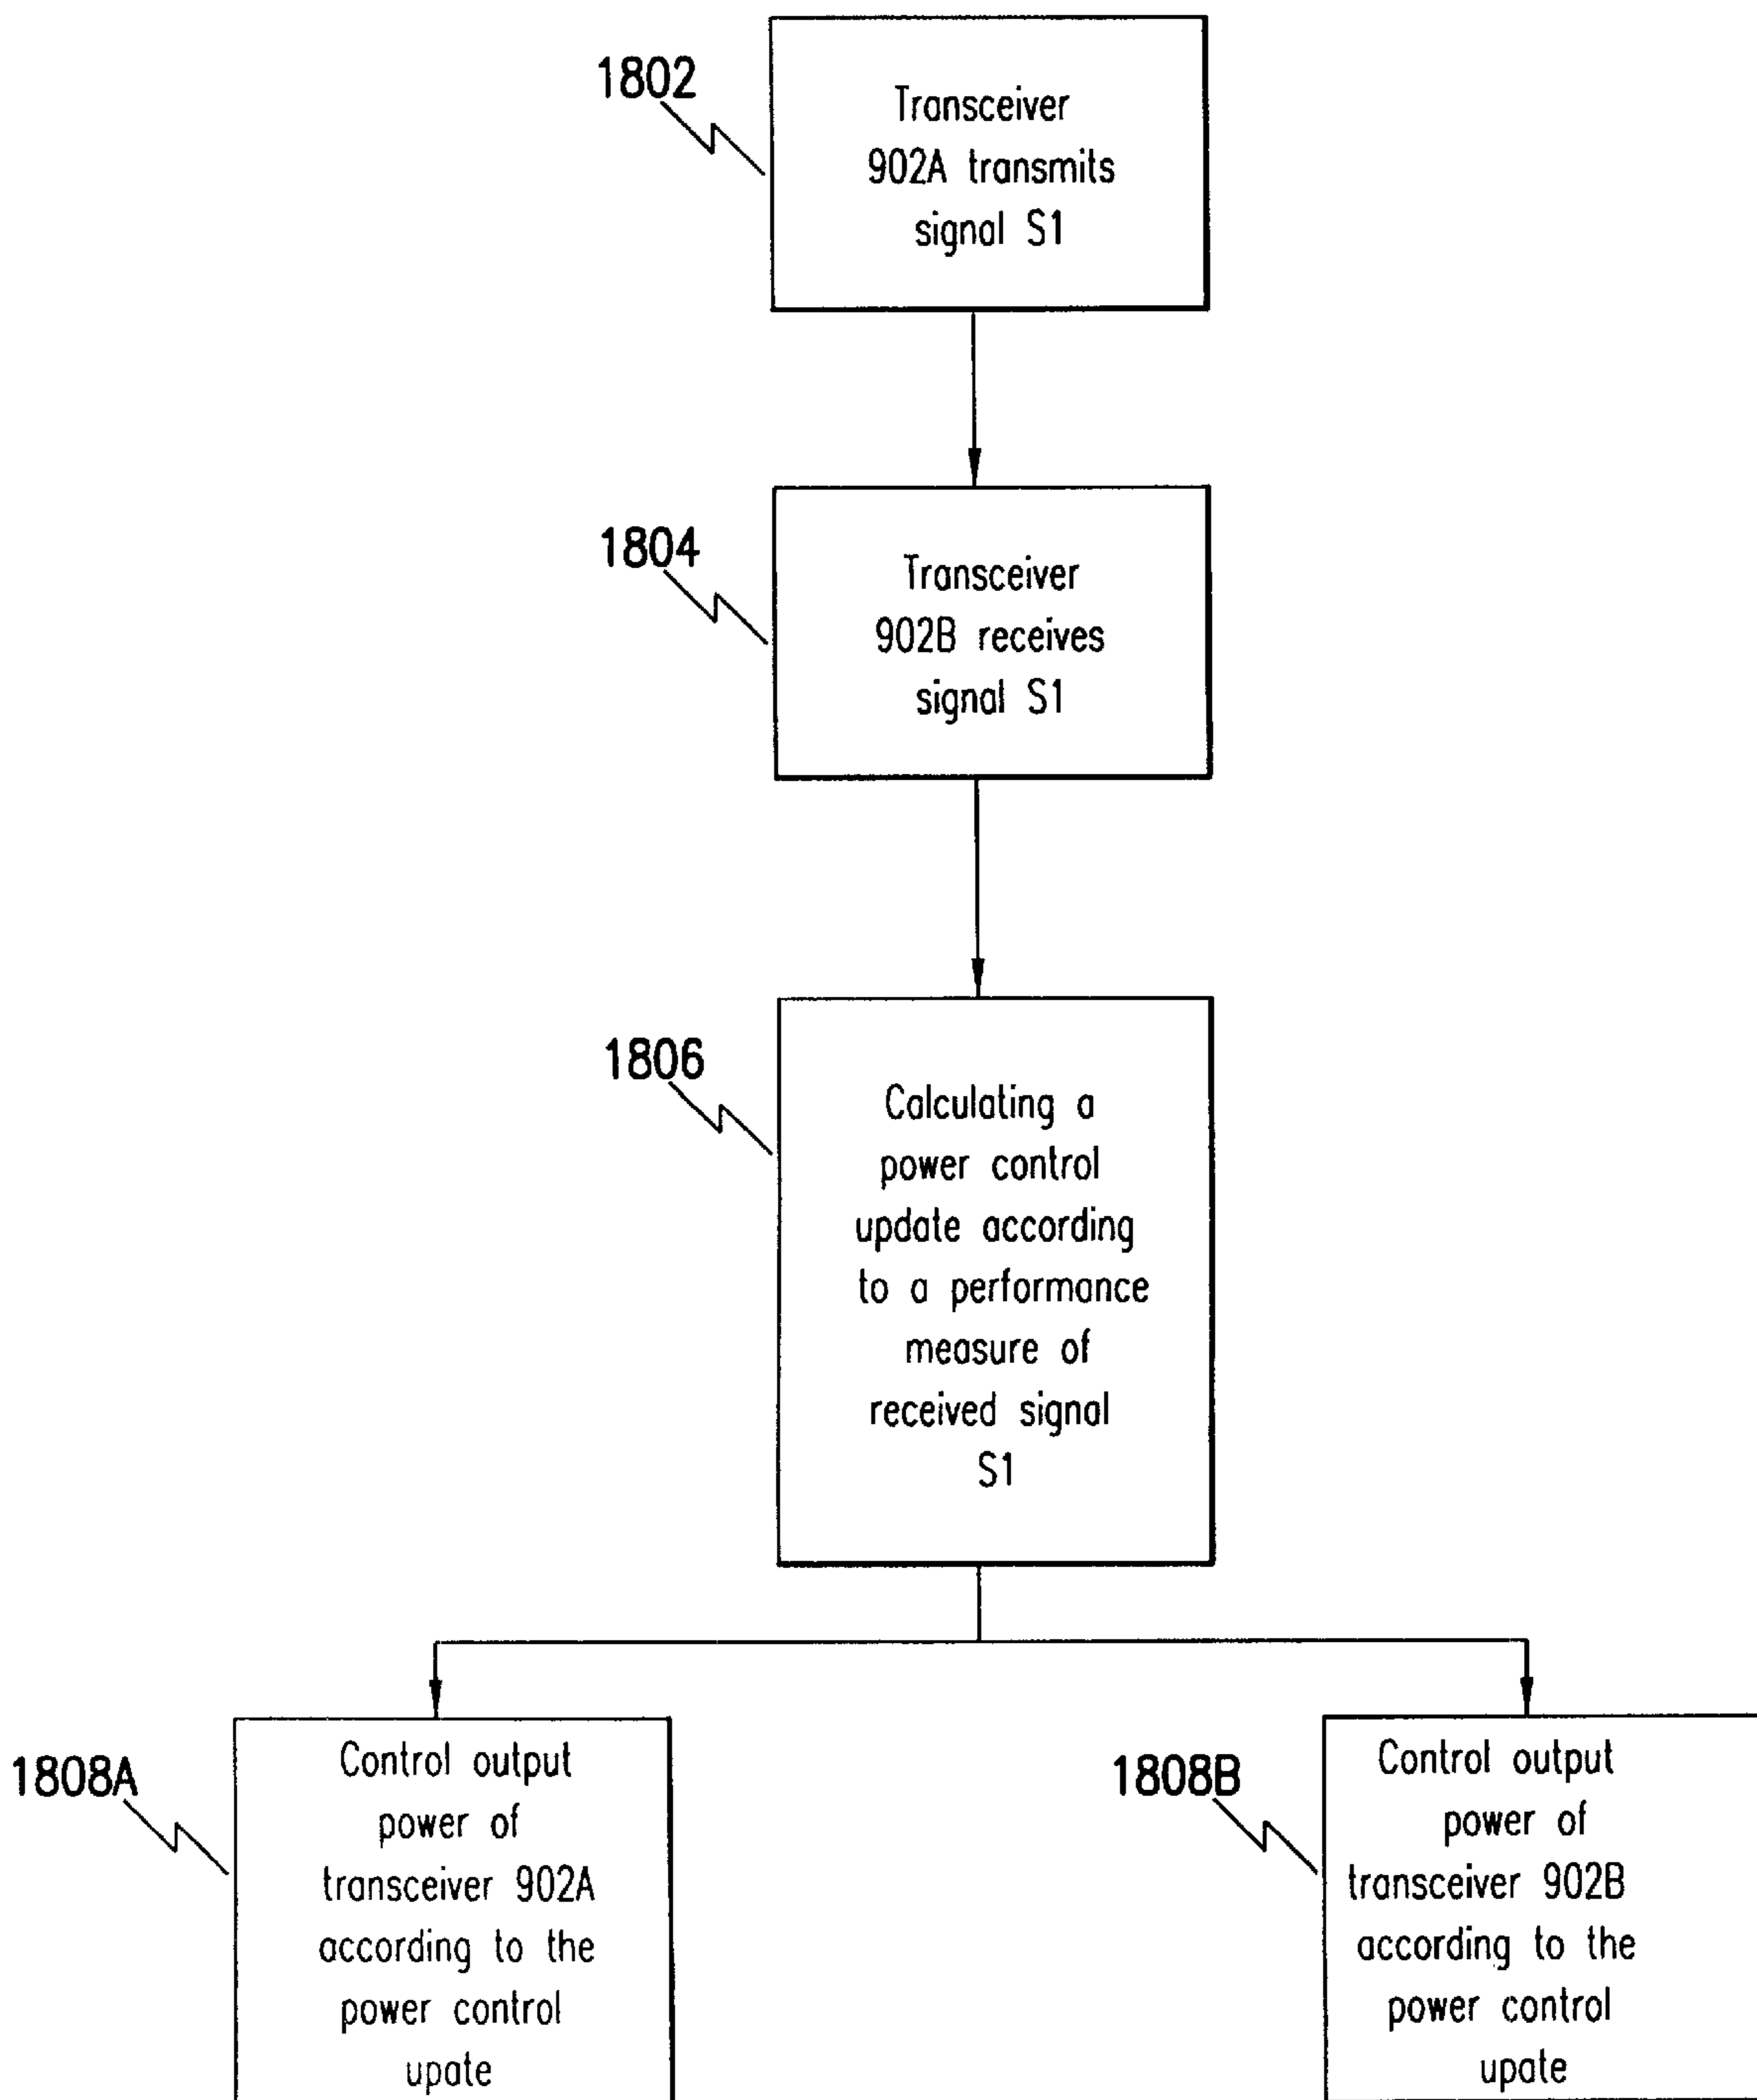 1802
Transceiver
902A transmits
signal S1
1804
Transceiver
902B receives
signal S1
1806
Calculating a
power control
update according
to a performance
measure of
received signal
S1
1808A
Control output
power of
transceiver 902A
according to the
power control
upate
1808B
Control output
power of
transceiver 902B
according to the
power control
upate